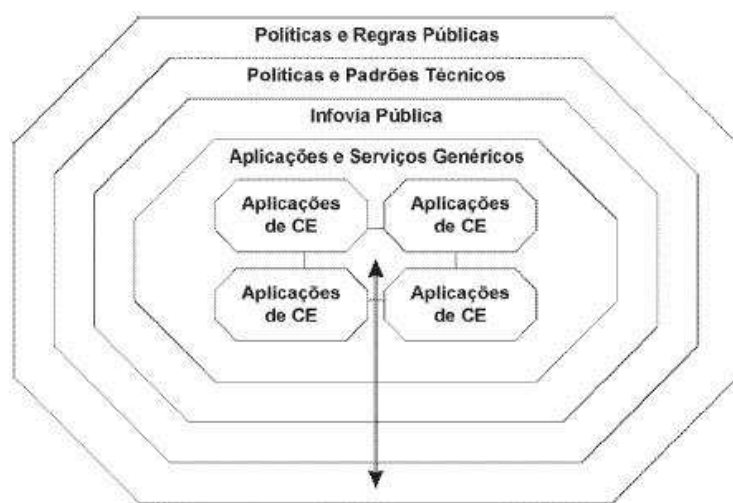 Políticas e Regras Públicas
Políticas e Padrões Técnicos
Infovia Pública
Aplicações e Serviços Genéricos
Aplicações
de CE
Aplicações
de CE
Aplicações
de CE
Aplicações
de CE